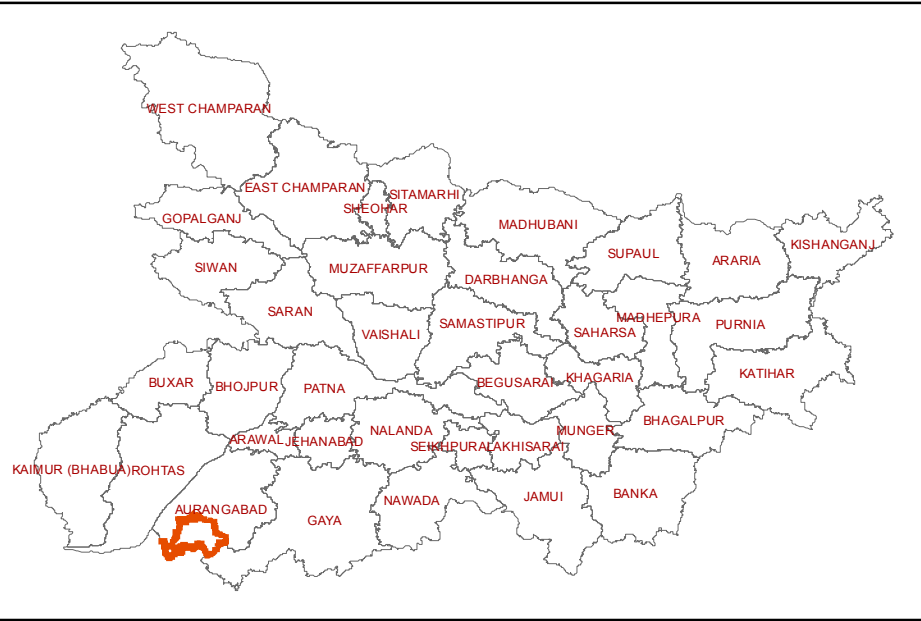 WEST CHAMPARAN
EAST CHAMPARAN
SITAMARHI
SHEOHAR
GOPALGANJ
MADHUBANI
SUPAUL
KISHANGANJ
ARARIA
SIWAN
MUZAFFARPUR
DARBHANGA
SARAN
VAISHALI
SAMASTIPUR
SAHARSA
MADHEPURA
PURNIA
BUXAR
BHOJPUR
PATNA
BEGUSARAI
KHAGARIA
KATIHAR
BHAGALPUR
ARAWAL
JEHANABAD
NALANDA
SEIKHPURA
LAKHISARAI
MUNGER
KAIMUR (BHABUA)
ROHTAS
AURANGABAD
GAYA
NAWADA
JAMUI
BANKA